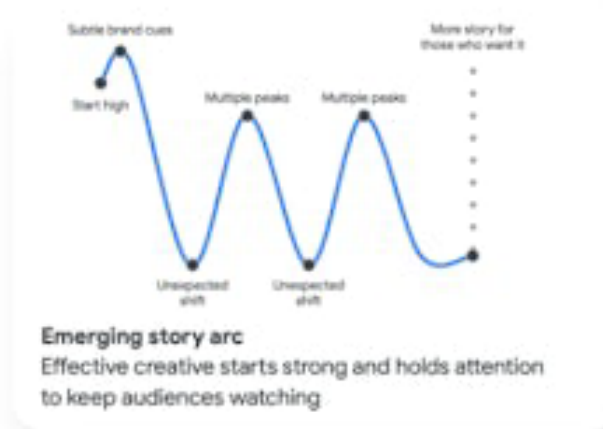 Subtle brand cues
More story for
those who want it
Start high
Multiple peaks
Multiple peaks
Unexpected
shift
Unexpected
shift
Emerging story arc
Effective creative starts strong and holds attention
to keep audiences watching